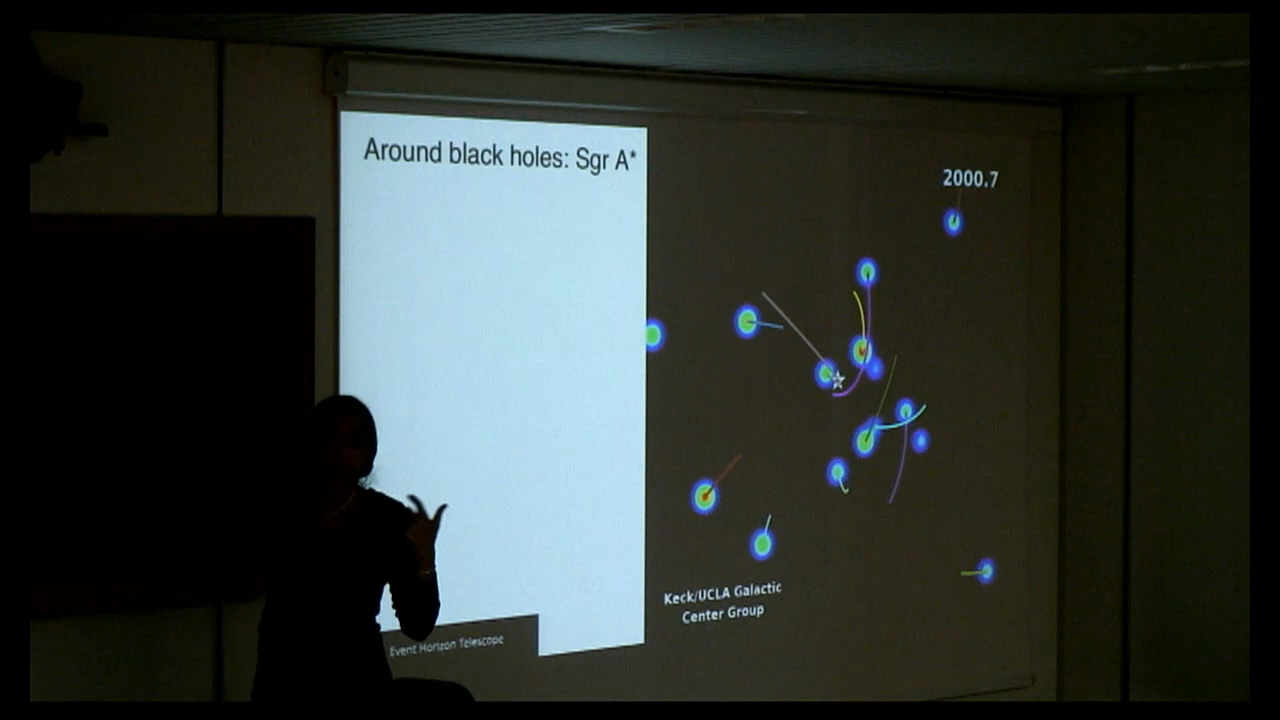 Around black holes: Sgr A*
2000.7
Keck/UCLA Galactic
Center Group
Event Horizon Telescope